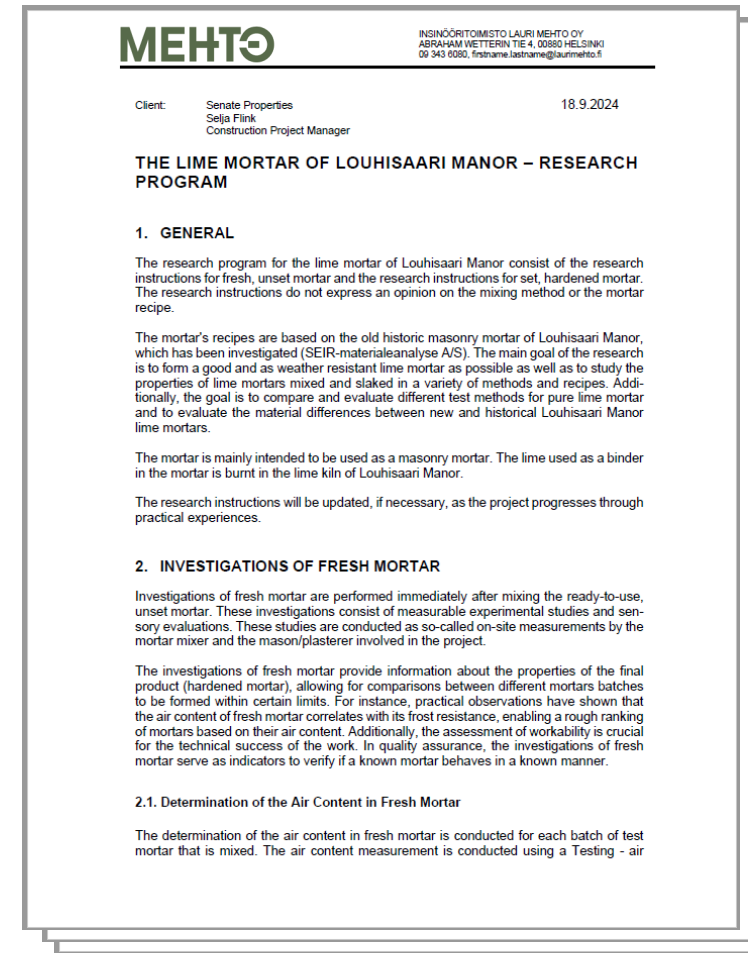 MEHTO
INSINÖÖRITOIMISTO LAURI MEHTO OY
ABRAHAM WETTERIN TIE 4, 00880 HELSINKI
09 343 6080, firstname.lastname@laurimehto.fi
Client: Senate Properties 18.9.2024
Selja Flink
Construction Project Manager
THE LIME MORTAR OF LOUHISAARI MANOR – RESEARCH
PROGRAM
1. GENERAL
The research program for the lime mortar of Louhisaari Manor consist of the research
instructions for fresh, unset mortar and the research instructions for set, hardened mortar.
The research instructions do not express an opinion on the mixing method or the mortar
recipe.
The mortar's recipes are based on the old historic masonry mortar of Louhisaari Manor,
which has been investigated (SEIR-materialeanalyse A/S). The main goal of the research
is to form a good and as weather resistant lime mortar as possible as well as to study the
properties of lime mortars mixed and slaked in a variety of methods and recipes. Addi-
tionally, the goal is to compare and evaluate different test methods for pure lime mortar
and to evaluate the material differences between new and historical Louhisaari Manor
lime mortars.
The mortar is mainly intended to be used as a masonry mortar. The lime used as a binder
in the mortar is burnt in the lime kiln of Louhisaari Manor.
The research instructions will be updated, if necessary, as the project progresses through
practical experiences.
2. INVESTIGATIONS OF FRESH MORTAR
Investigations of fresh mortar are performed immediately after mixing the ready-to-use,
unset mortar. These investigations consist of measurable experimental studies and sen-
sory evaluations. These studies are conducted as so-called on-site measurements by the
mortar mixer and the mason/plasterer involved in the project.
The investigations of fresh mortar provide information about the properties of the final
product (hardened mortar), allowing for comparisons between different mortars batches
to be formed within certain limits. For instance, practical observations have shown that
the air content of fresh mortar correlates with its frost resistance, enabling a rough ranking
of mortars based on their air content. Additionally, the assessment of workability is crucial
for the technical success of the work. In quality assurance, the investigations of fresh
mortar serve as indicators to verify if a known mortar behaves in a known manner.
2.1. Determination of the Air Content in Fresh Mortar
The determination of the air content in fresh mortar is conducted for each batch of test
mortar that is mixed. The air content measurement is conducted using a Testing - air